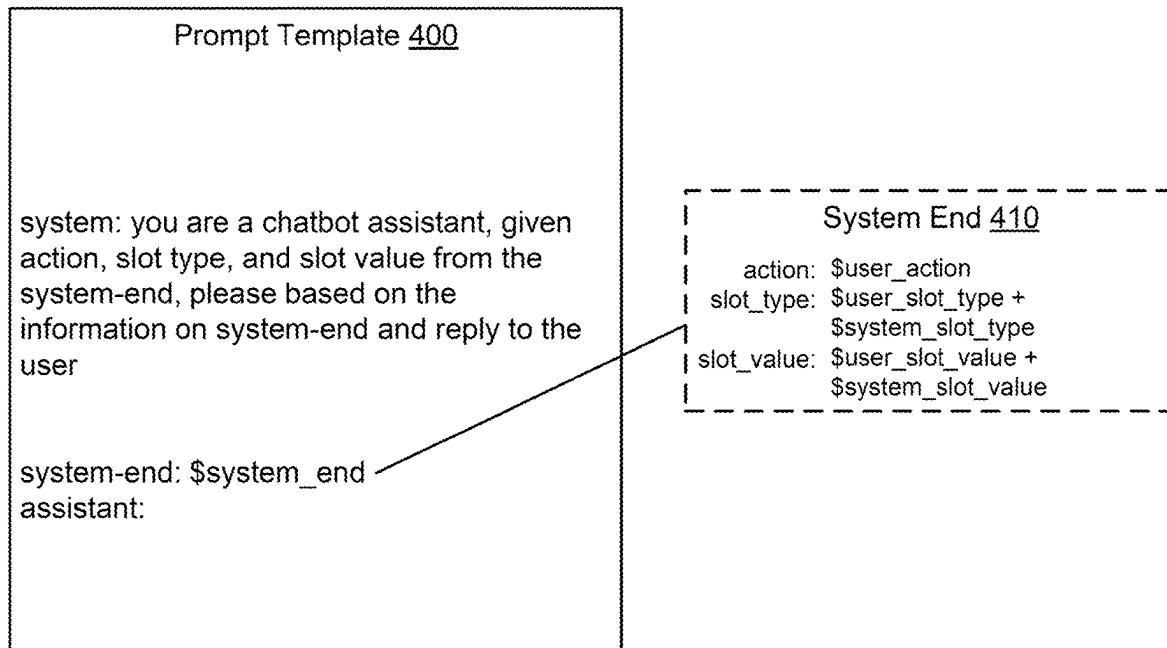 Prompt Template 400
system: you are a chatbot assistant, given
action, slot type, and slot value from the
system-end, please based on the
information on system-end and reply to the
user
system-end: $system_end
assistant:
System End 410
action: $user_action
slot_type: $user_slot_type +
$system_slot_type
slot_value: $user_slot_value +
$system_slot_value